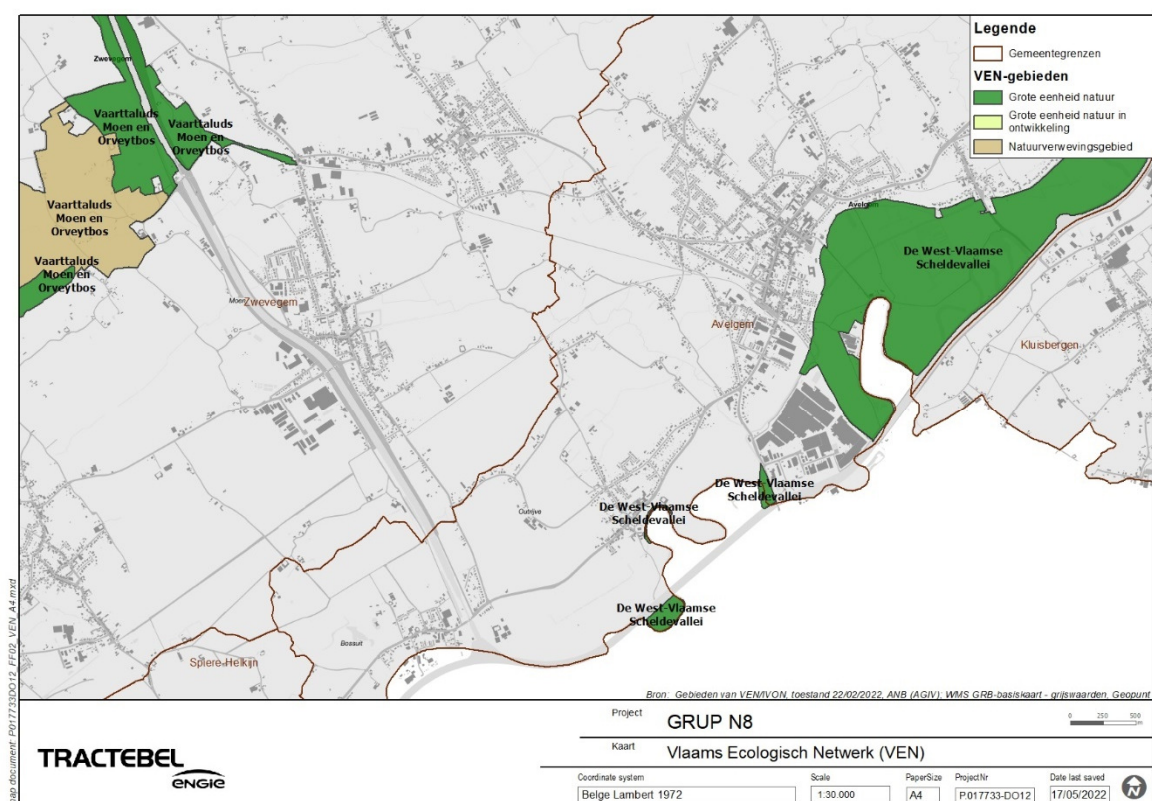 Legende
Gemeentegrenzen
VEN-gebieden
Grote eenheid natuur
Grote eenheid natuur in
ontwikkeling
Natuurverwevingsgebied
Zwevegem
Vaarttaluds
Moen en
Orveytbos
Vaarttaluds
Moen en
Orveytbos
Vaarttaluds
Moen en
Orveytbos
Vaarttaluds
Moen en
Orveytbos
Moen
Zwevegem
Avelgem
De West-Vlaamse
Scheldevallei
Avelgem
Kluisbergen
De West-Vlaamse
Scheldevallei
Outrijve
De West-Vlaamse
Scheldevallei
De West-Vlaamse
Scheldevallei
Bossuit
Spiere-Helkijn
Bron: Gebieden van VEN/IVON, toestand 22/02/2022, ANB (AGIV); WMS GRB-basiskaart - grijswaarden, Geopunt
ap document: P017733DO12_FF02_VEN_A4.mxd
TRACTEBEL
ENGIE
Project GRUP N8
0 250 500
m
Kaart Vlaams Ecologisch Netwerk (VEN)
Coordinate system Scale PaperSize ProjectNr Date last saved
Belge Lambert 1972 1:30.000 A4 P.017733-DO12 17/05/2022
N